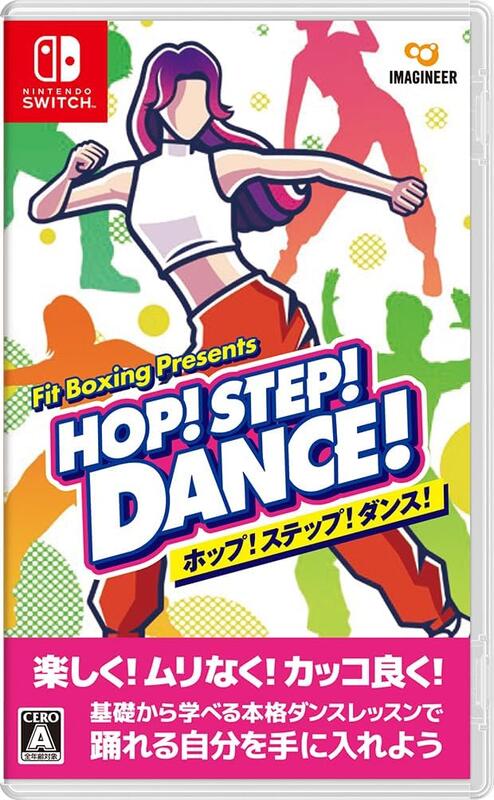 NINTENDO
SWITCH™
IMAGINEER
Fit Boxing Presents
HOP! STEP!
DANCE!
ホップ!ステップ!ダンス!
楽しく!ムリなく!カッコ良く!
基礎から学べる本格ダンスレッスンで
踊れる自分を手に入れよう
CERO
A
全年齢対象